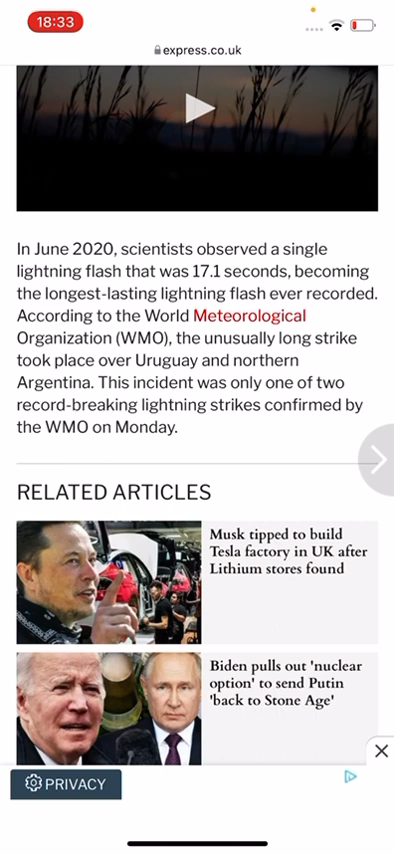 18:33
express.co.uk
In June 2020, scientists observed a single
lightning flash that was 17.1 seconds, becoming
the longest-lasting lightning flash ever recorded.
According to the World Meteorological
Organization (WMO), the unusually long strike
took place over Uruguay and northern
Argentina. This incident was only one of two
record-breaking lightning strikes confirmed by
the WMO on Monday.
RELATED ARTICLES
Musk tipped to build
Tesla factory in UK after
Lithium stores found
Biden pulls out 'nuclear
option' to send Putin
'back to Stone Age'
PRIVACY